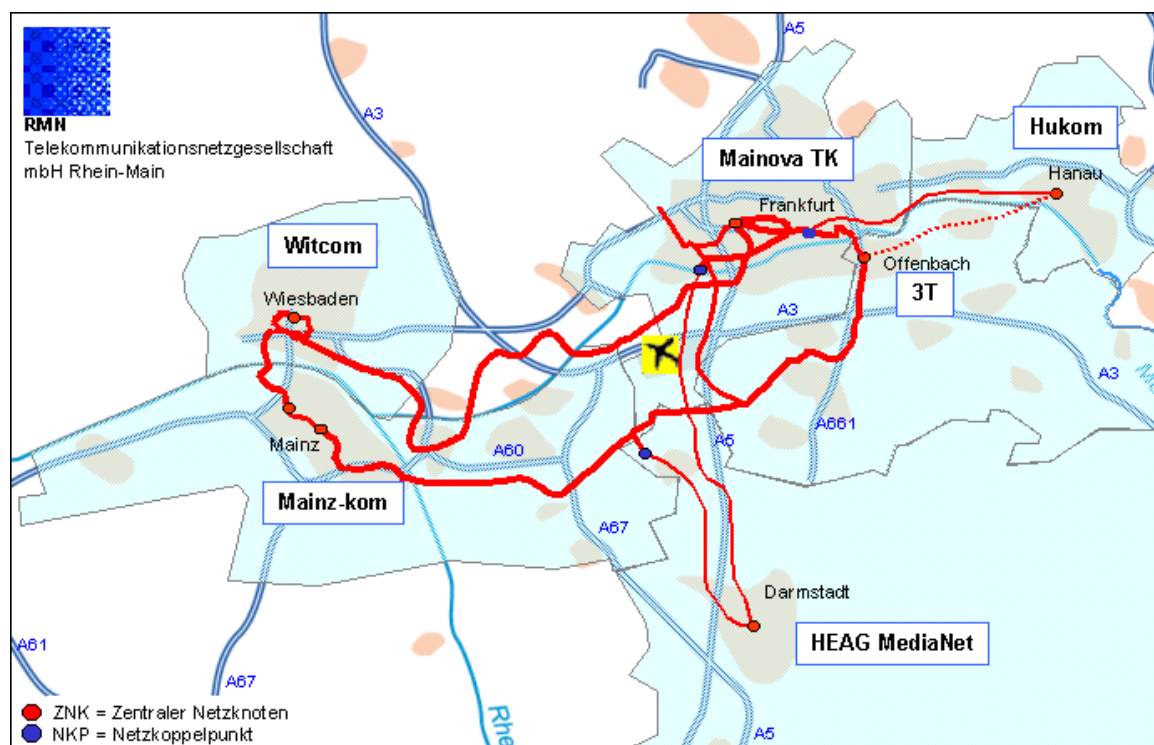 RMN
Telekommunikationsnetzgesellschaft
mbH Rhein-Main
A5
A3
Hukom
Mainova TK
Hanau
Frankfurt
Witcom
Offenbach
3T
Wiesbaden
A3
A3
Mainz
A60
A5
A661
Mainz-kom
A67
Darmstadt
HEAG MediaNet
A61
A67
ZNK = Zentraler Netzknoten
NKP = Netzkoppelpunkt
Rhe
A5